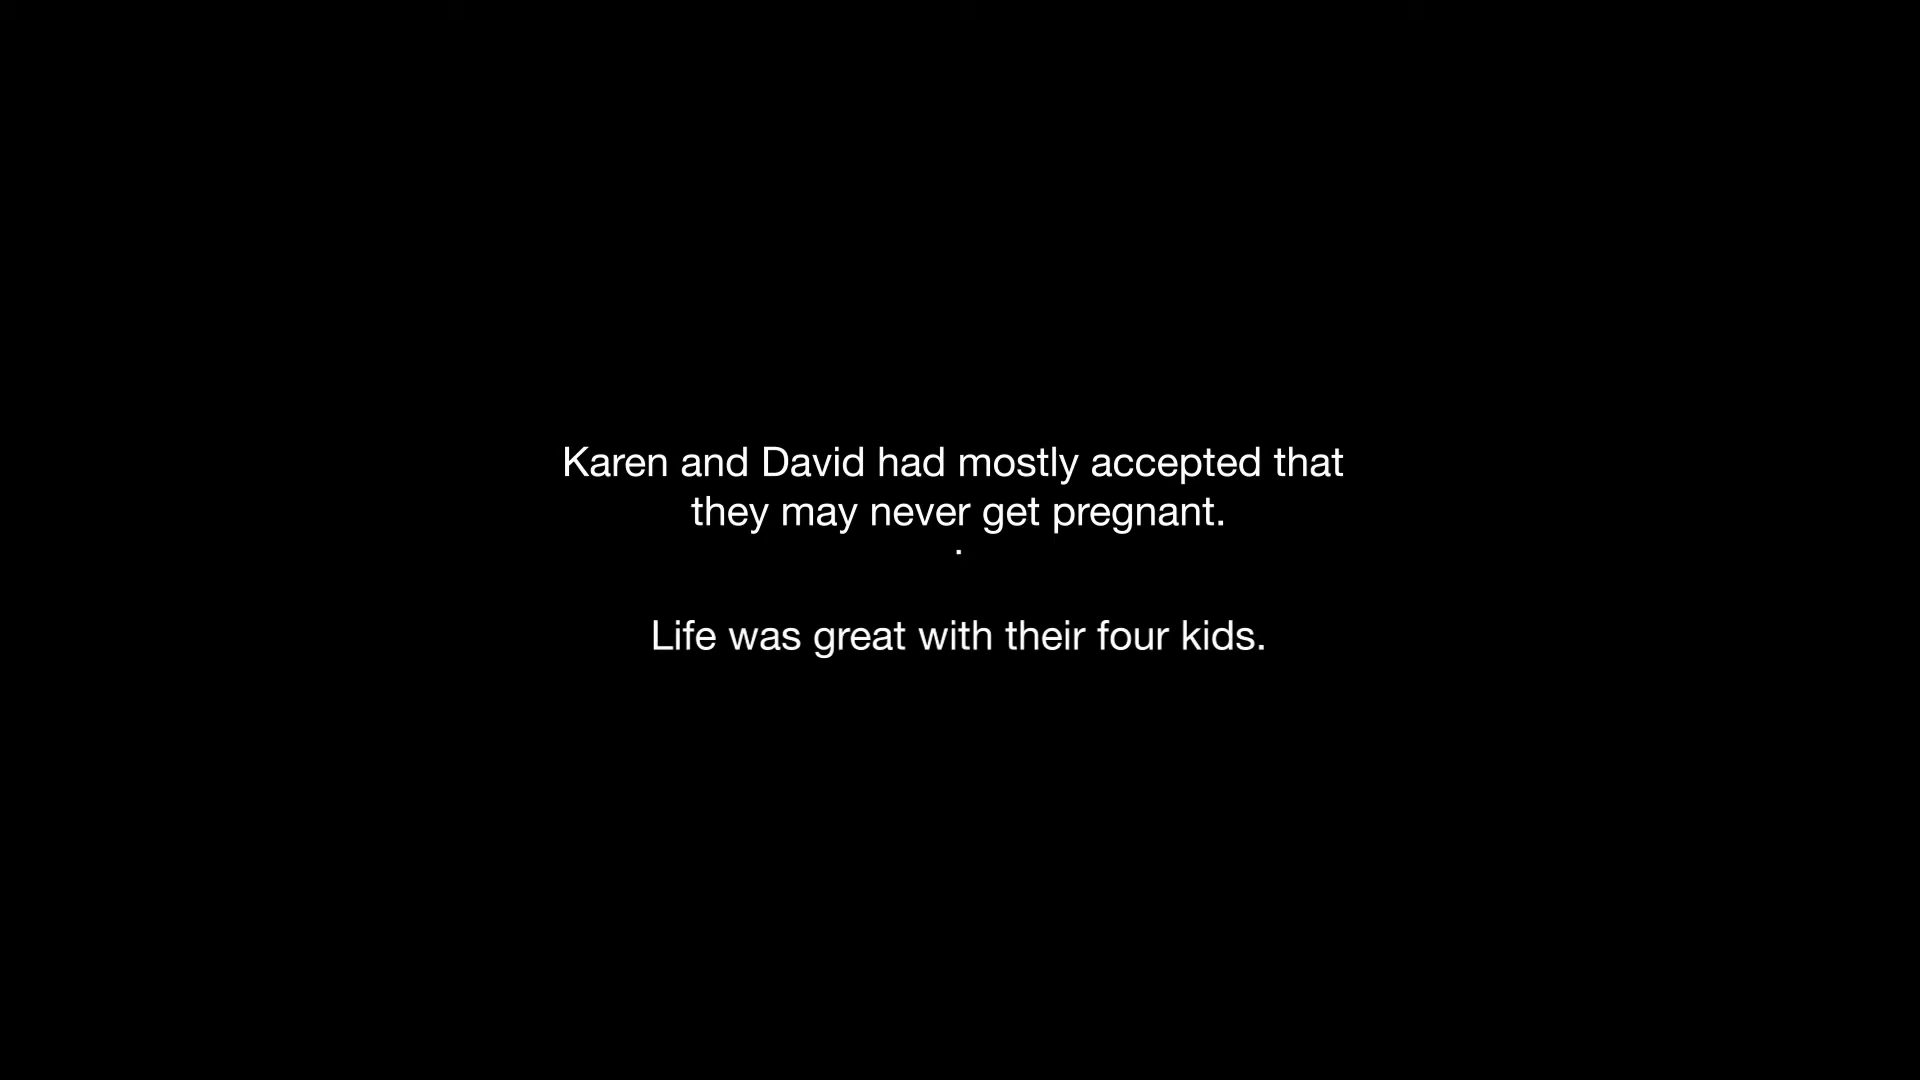 Karen and David had mostly accepted that
they may never get pregnant.
.
Life was great with their four kids.